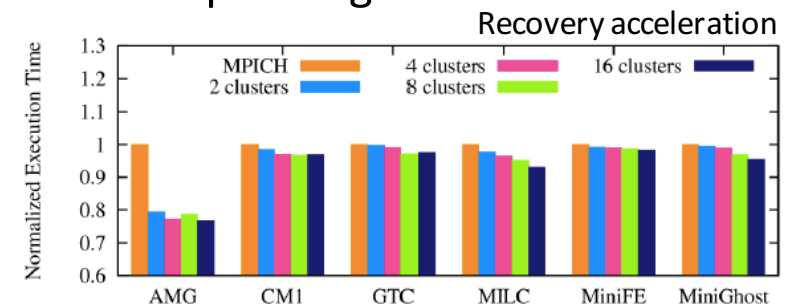 Recovery acceleration
Normalized Execution Time
1.3
1.2
1.1
1
0.9
0.8
0.7
0.6
MPICH
2 clusters
4 clusters
8 clusters
16 clusters
AMG CM1 GTC MILC MiniFE MiniGhost